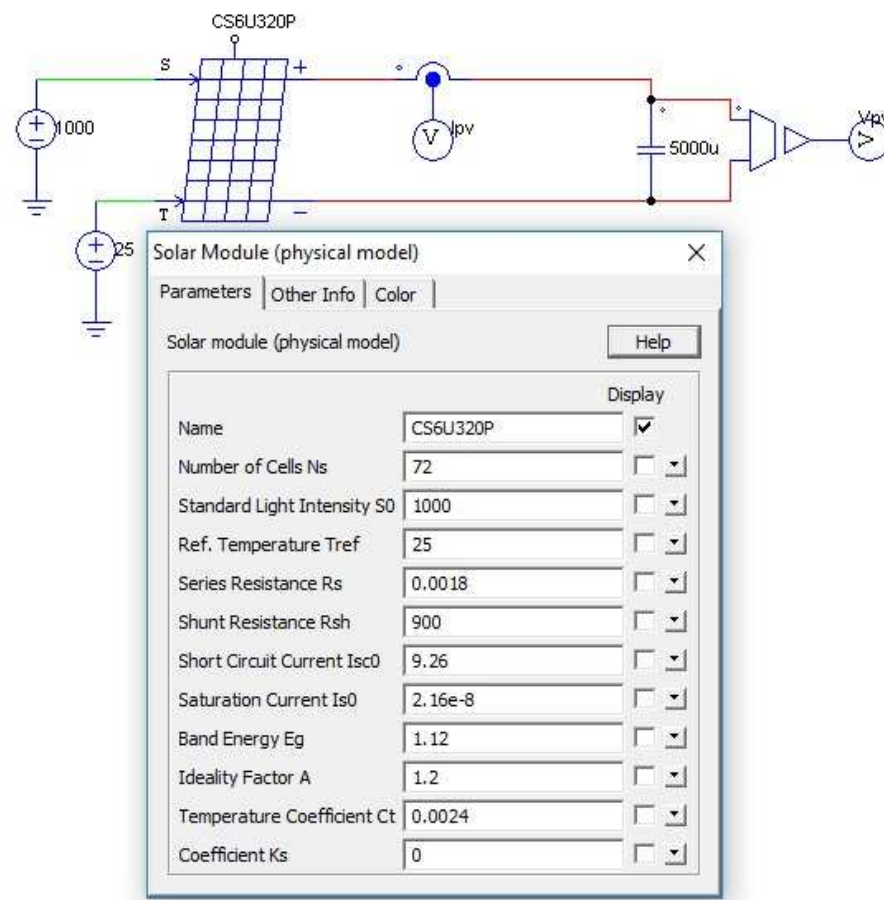 CS6U320P
S
+
1000
V
Ipv
5000u
V
Vpv
T
−
25
Solar Module (physical model)
Parameters Other Info Color
Solar module (physical model) Help
Display
Name CS6U320P
Number of Cells Ns 72
Standard Light Intensity S0 1000
Ref. Temperature Tref 25
Series Resistance Rs 0.0018
Shunt Resistance Rsh 900
Short Circuit Current Isc0 9.26
Saturation Current Is0 2.16e-8
Band Energy Eg 1.12
Ideality Factor A 1.2
Temperature Coefficient Ct 0.0024
Coefficient Ks 0